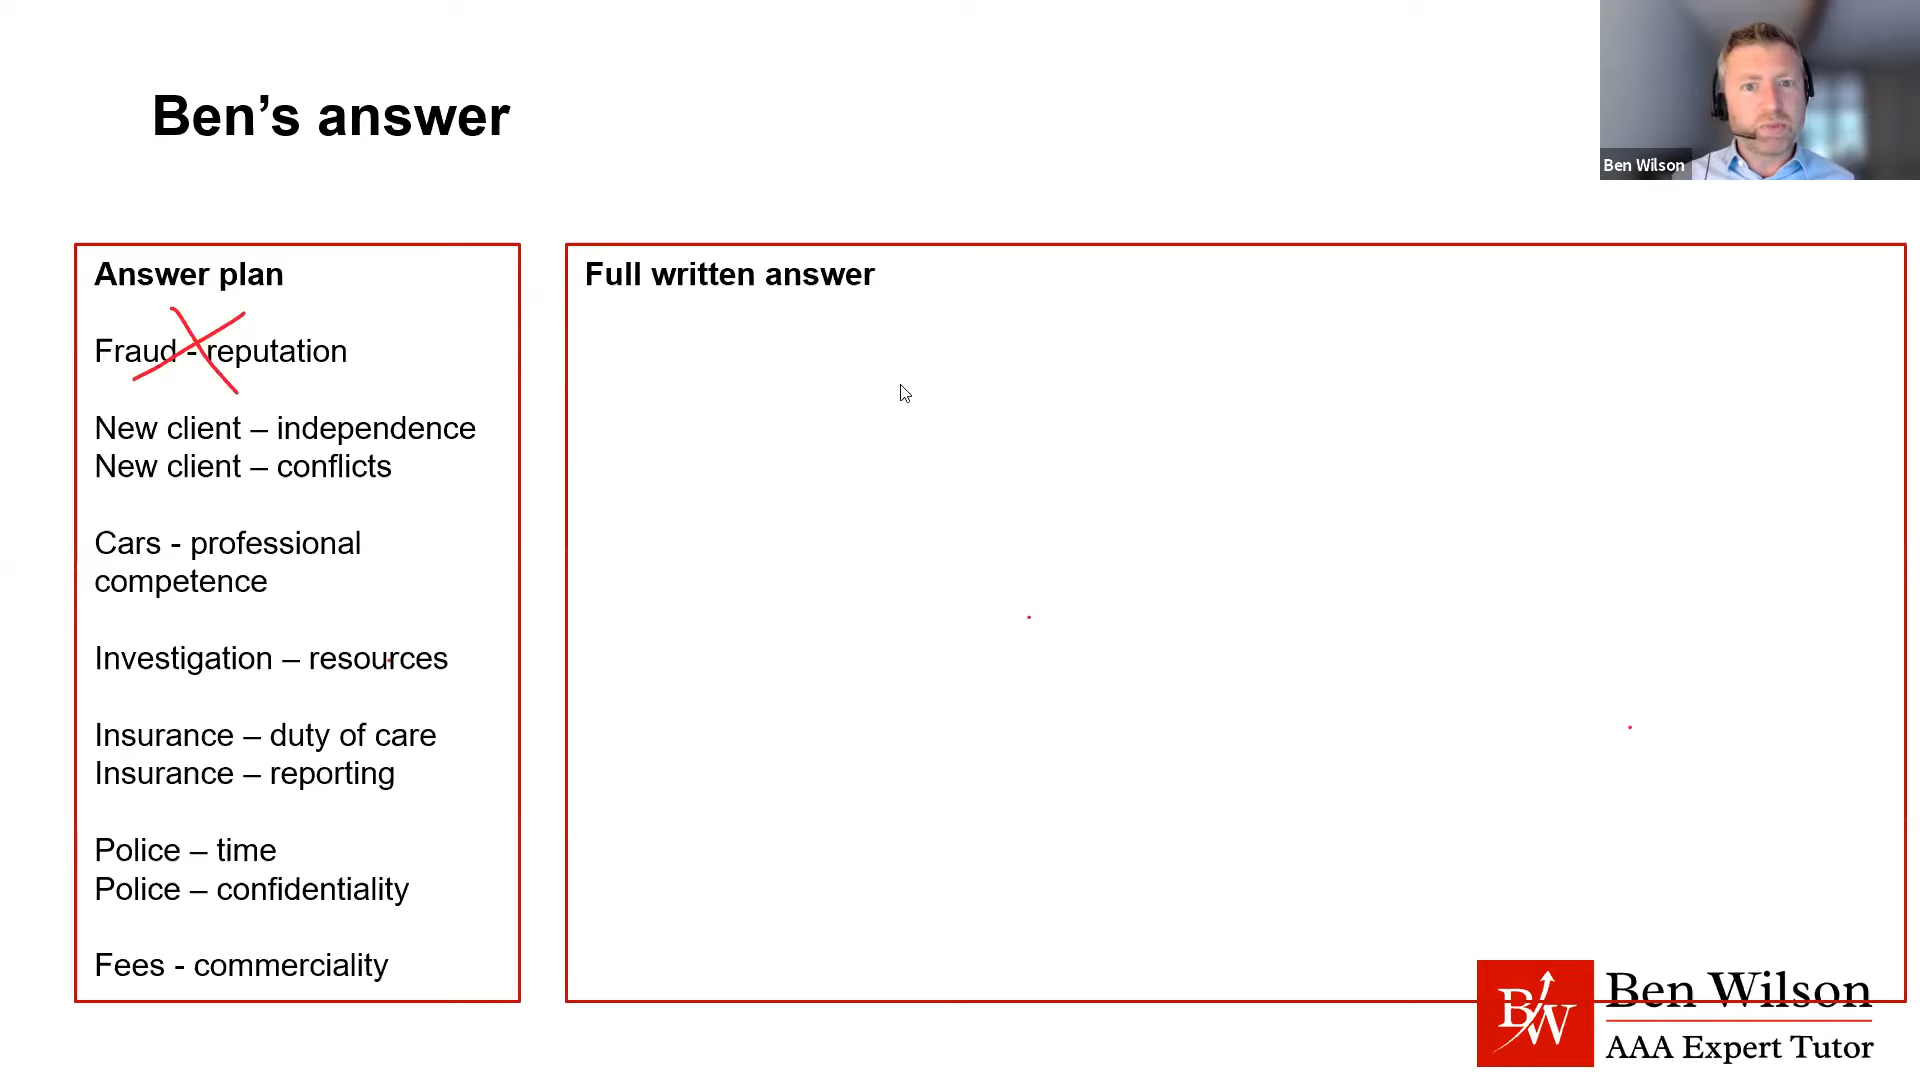 Ben’s answer
Ben Wilson
Answer plan
Fraud - reputation
New client – independence
New client – conflicts
Cars - professional
competence
Investigation – resources
Insurance – duty of care
Insurance – reporting
Police – time
Police – confidentiality
Fees - commerciality
Full written answer
BW
Ben Wilson
AAA Expert Tutor